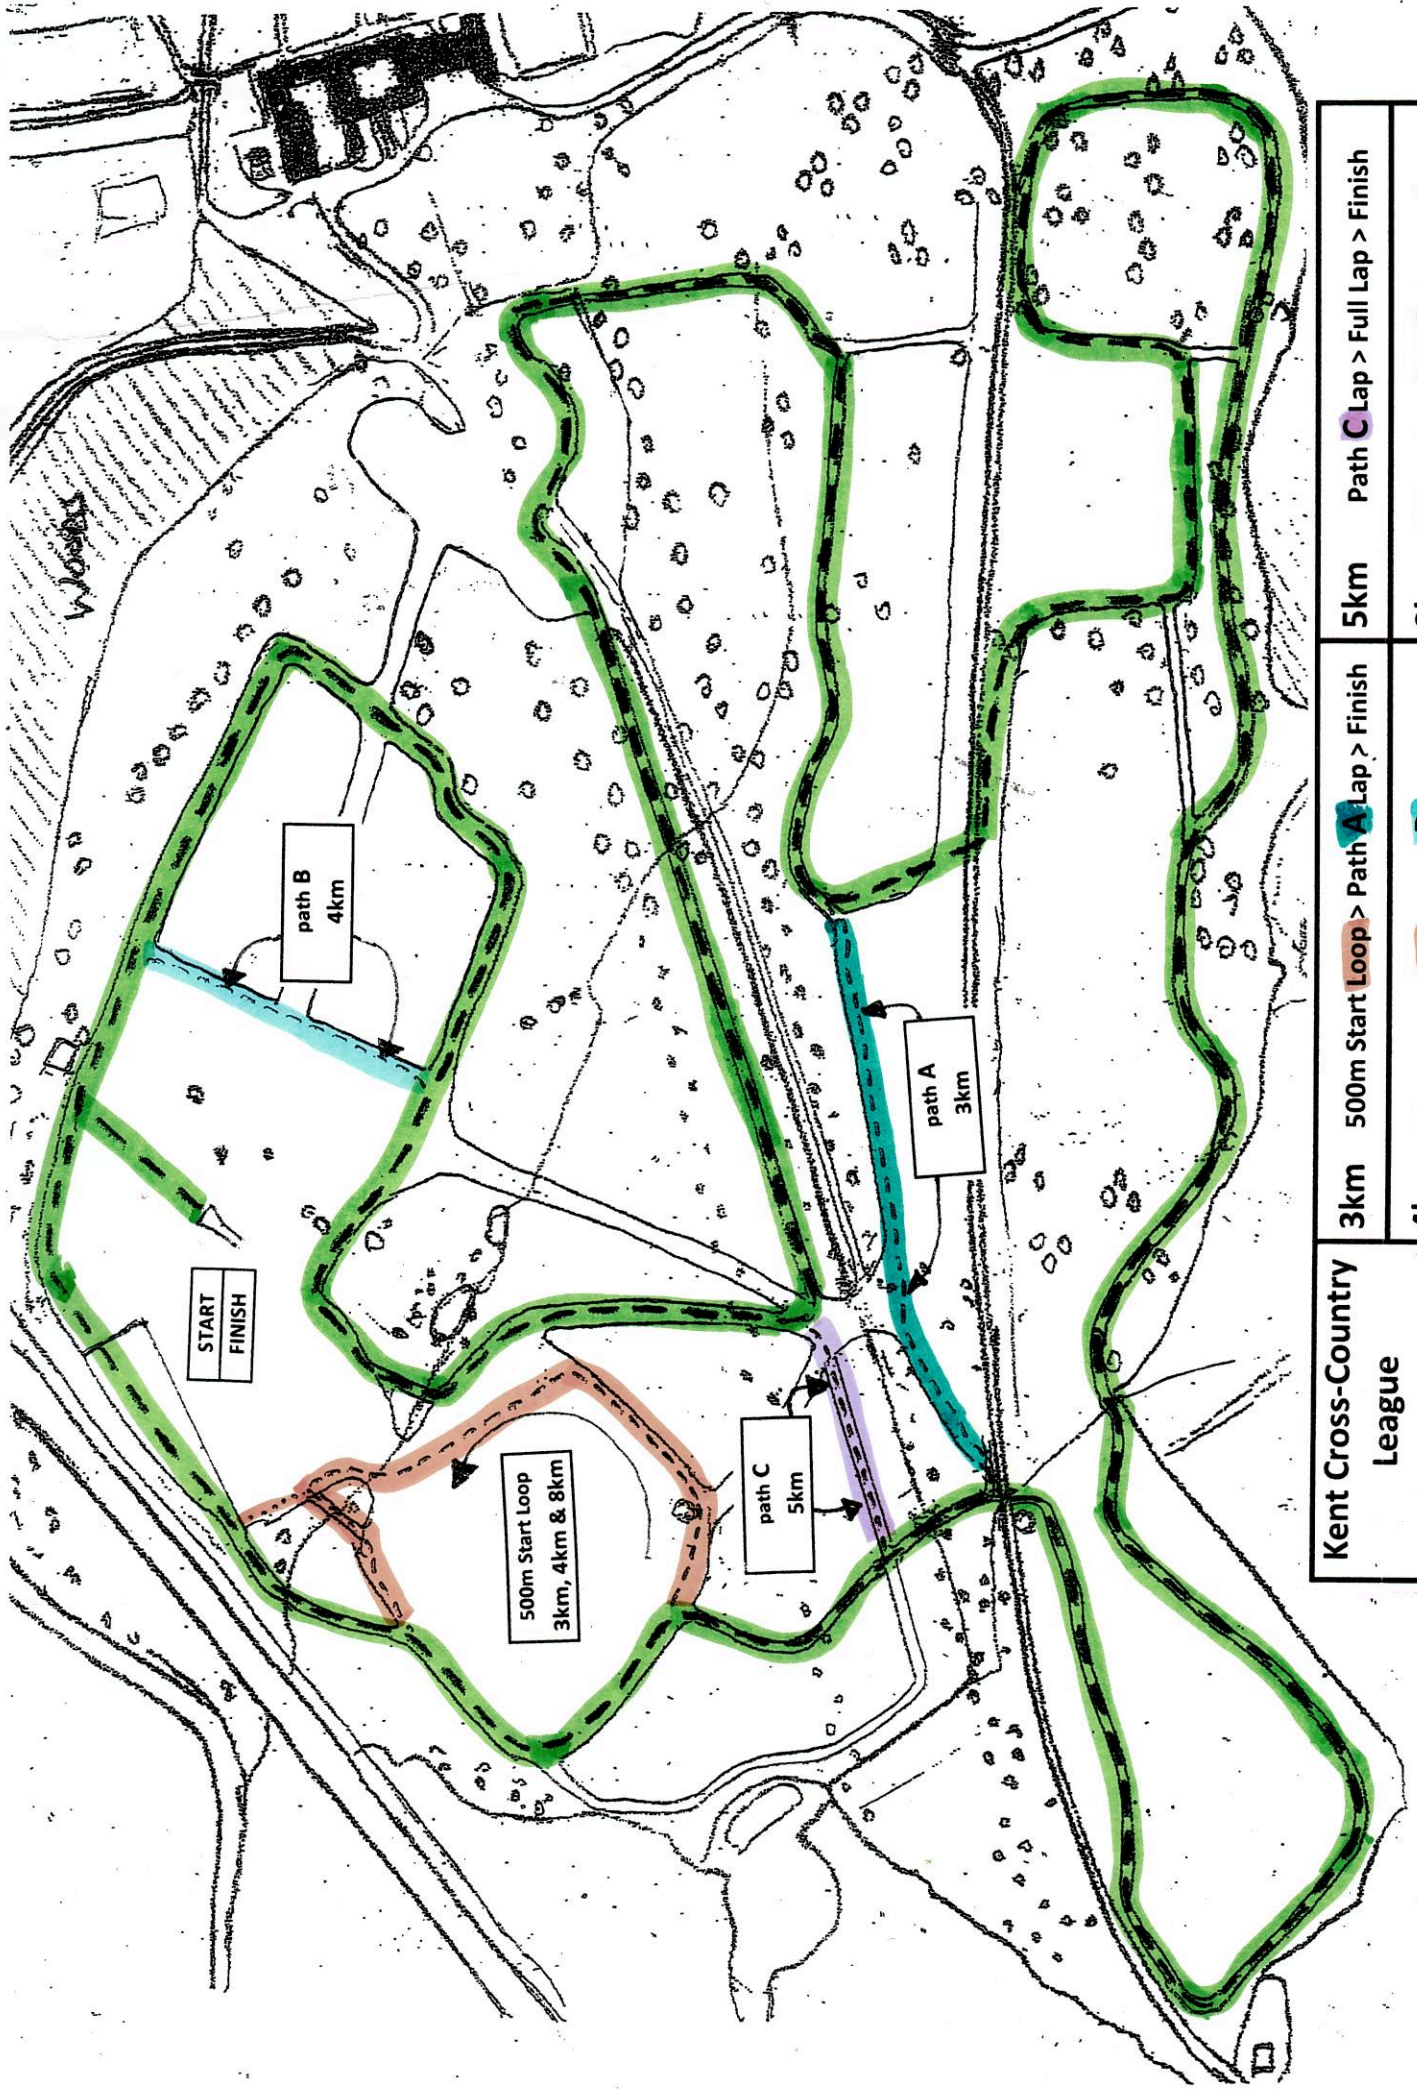 Woods
path B
4km
START
FINISH
500m Start Loop
3km, 4km & 8km
path C
5km
path A
3km
Kent Cross-Country
League
3km 500m Start Loop > Path A Lap > Finish
5km Path C Lap > Full Lap > Finish